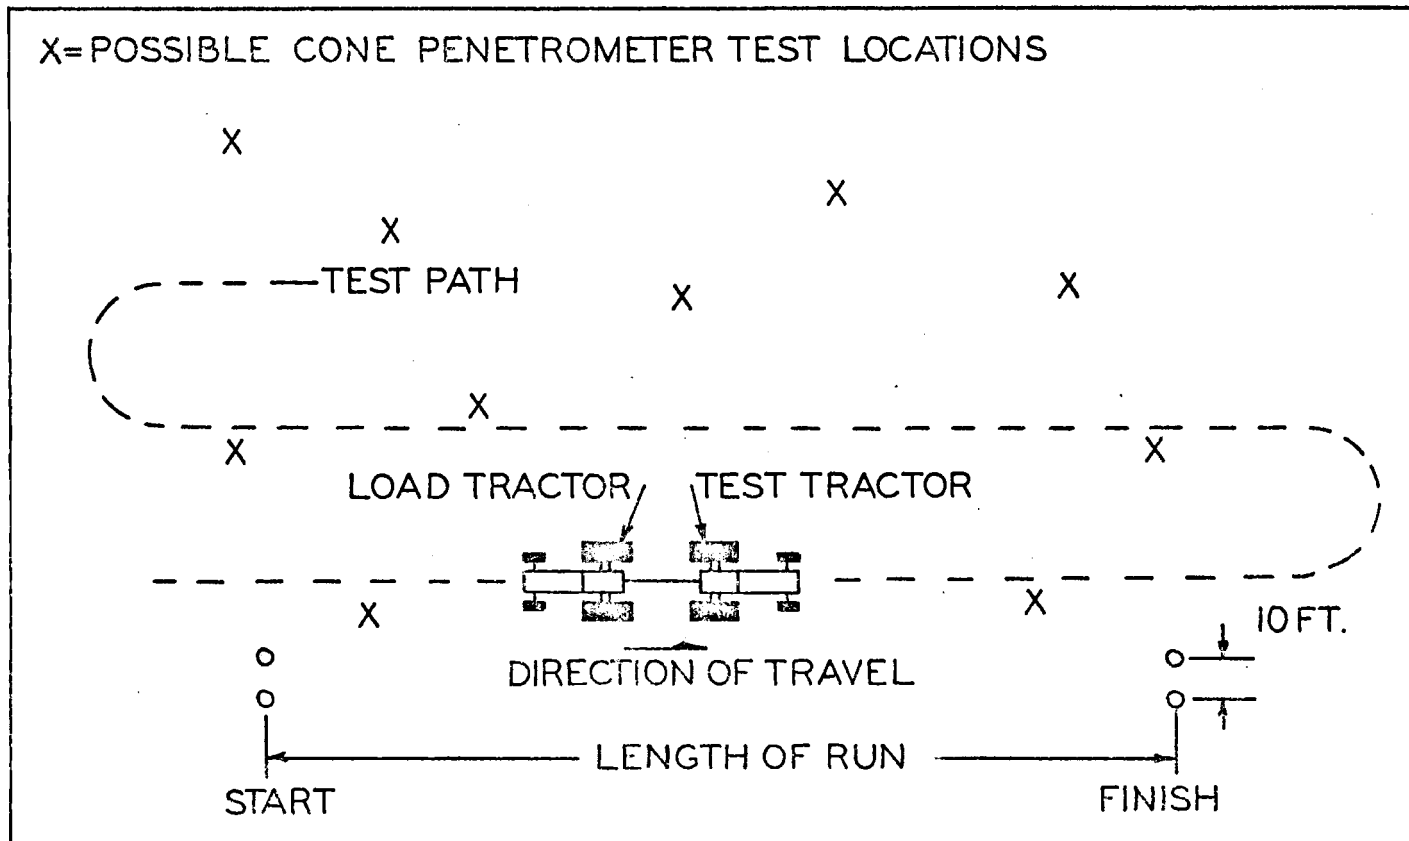 X=POSSIBLE CONE PENETROMETER TEST LOCATIONS
X
X
X
TEST PATH
X
X
X
X
X
LOAD TRACTOR
TEST TRACTOR
X
X
10 FT.
DIRECTION OF TRAVEL
LENGTH OF RUN
START
FINISH